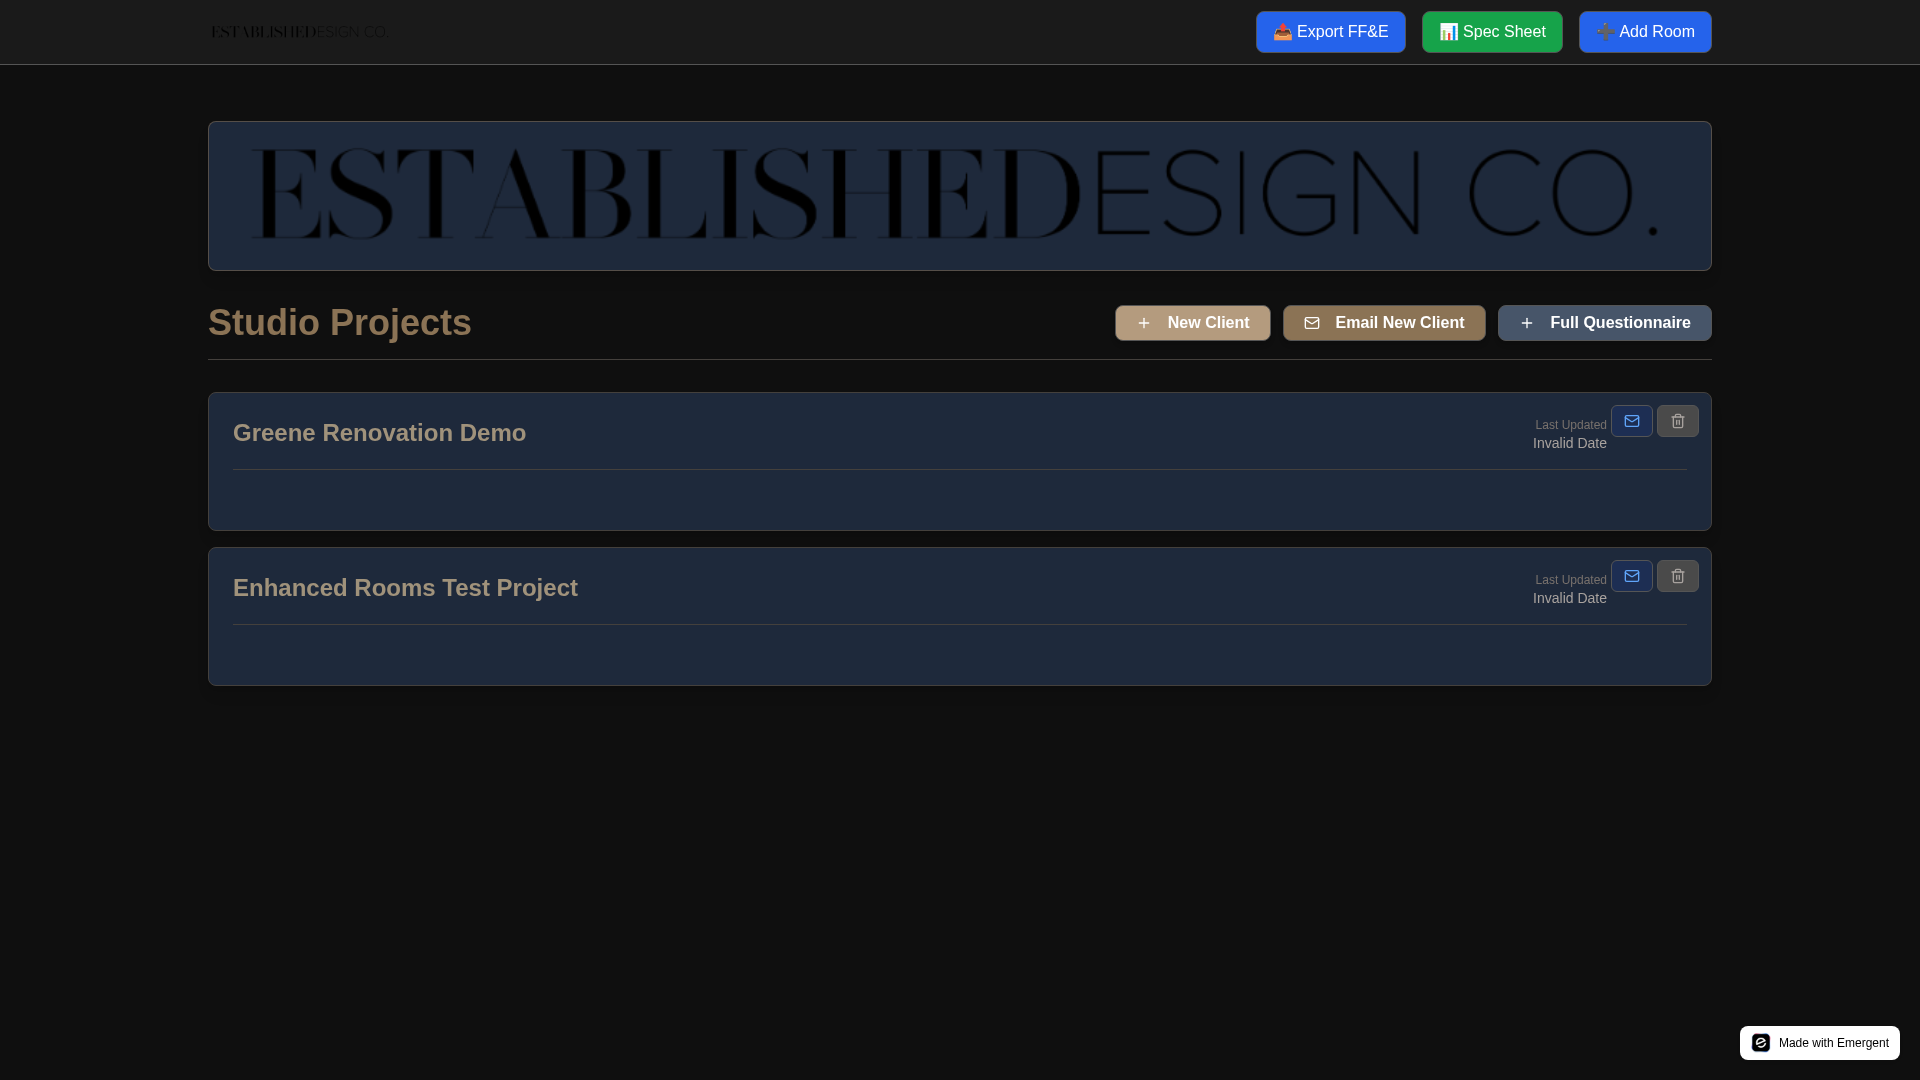 ESTABLISHEDESIGN CO.
Export FF&E
Spec Sheet
Add Room
ESTABLISHEDESIGN CO.
Studio Projects
New Client
Email New Client
Full Questionnaire
Greene Renovation Demo
Last Updated
Invalid Date
Enhanced Rooms Test Project
Last Updated
Invalid Date
Made with Emergent